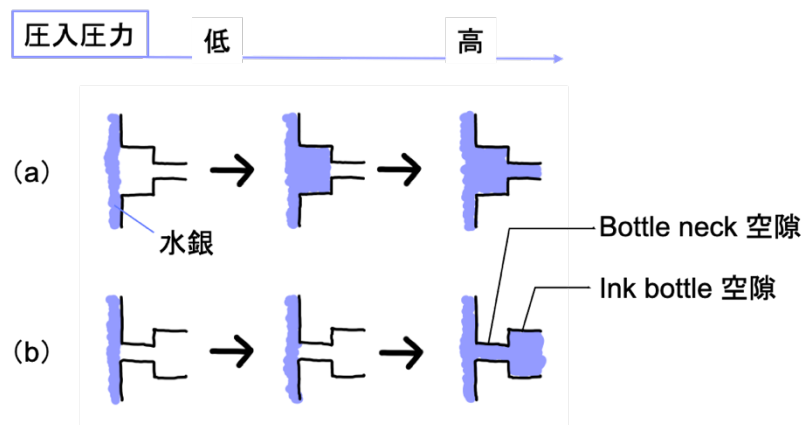 圧入圧力
低
高
（a）
水銀
Bottle neck 空隙
Ink bottle 空隙
（b）